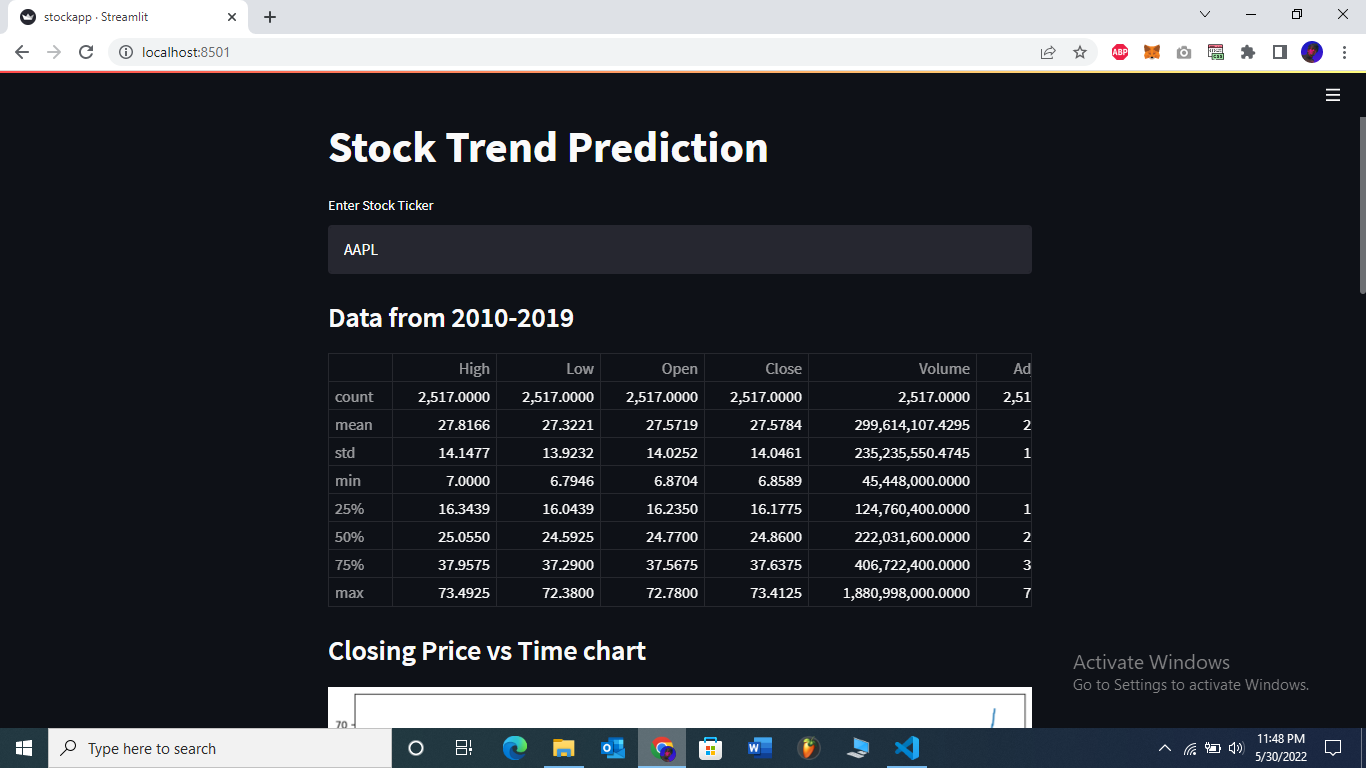 stockapp · Streamlit
localhost:8501
ABP
Stock Trend Prediction
Enter Stock Ticker
AAPL
Data from 2010-2019
High Low Open Close Volume Ad
count 2,517.0000 2,517.0000 2,517.0000 2,517.0000 2,517.0000 2,51
mean 27.8166 27.3221 27.5719 27.5784 299,614,107.4295 2
std 14.1477 13.9232 14.0252 14.0461 235,235,550.4745 1
min 7.0000 6.7946 6.8704 6.8589 45,448,000.0000
25% 16.3439 16.0439 16.2350 16.1775 124,760,400.0000 1
50% 25.0550 24.5925 24.7700 24.8600 222,031,600.0000 2
75% 37.9575 37.2900 37.5675 37.6375 406,722,400.0000 3
max 73.4925 72.3800 72.7800 73.4125 1,880,998,000.0000 7
Closing Price vs Time chart
70
Activate Windows
Go to Settings to activate Windows.
Type here to search
11:48 PM
5/30/2022